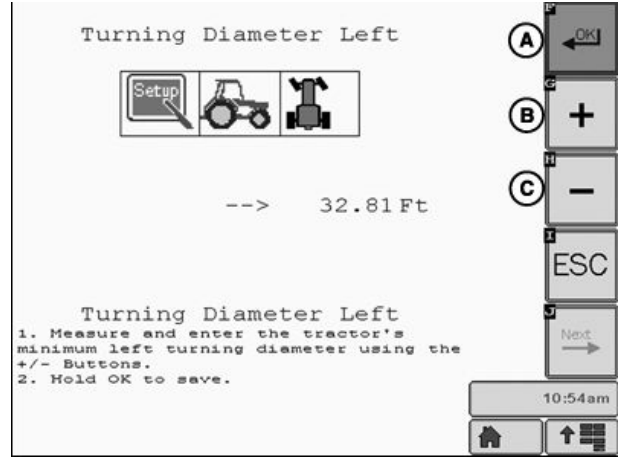 Turning Diameter Left
A
F
OK
Setup
G
B
+
H
C
-
--> 32.81 Ft
I
ESC
Turning Diameter Left
1. Measure and enter the tractor's
minimum left turning diameter using the
+/- Buttons.
2. Hold OK to save.
J
Next
10:54am